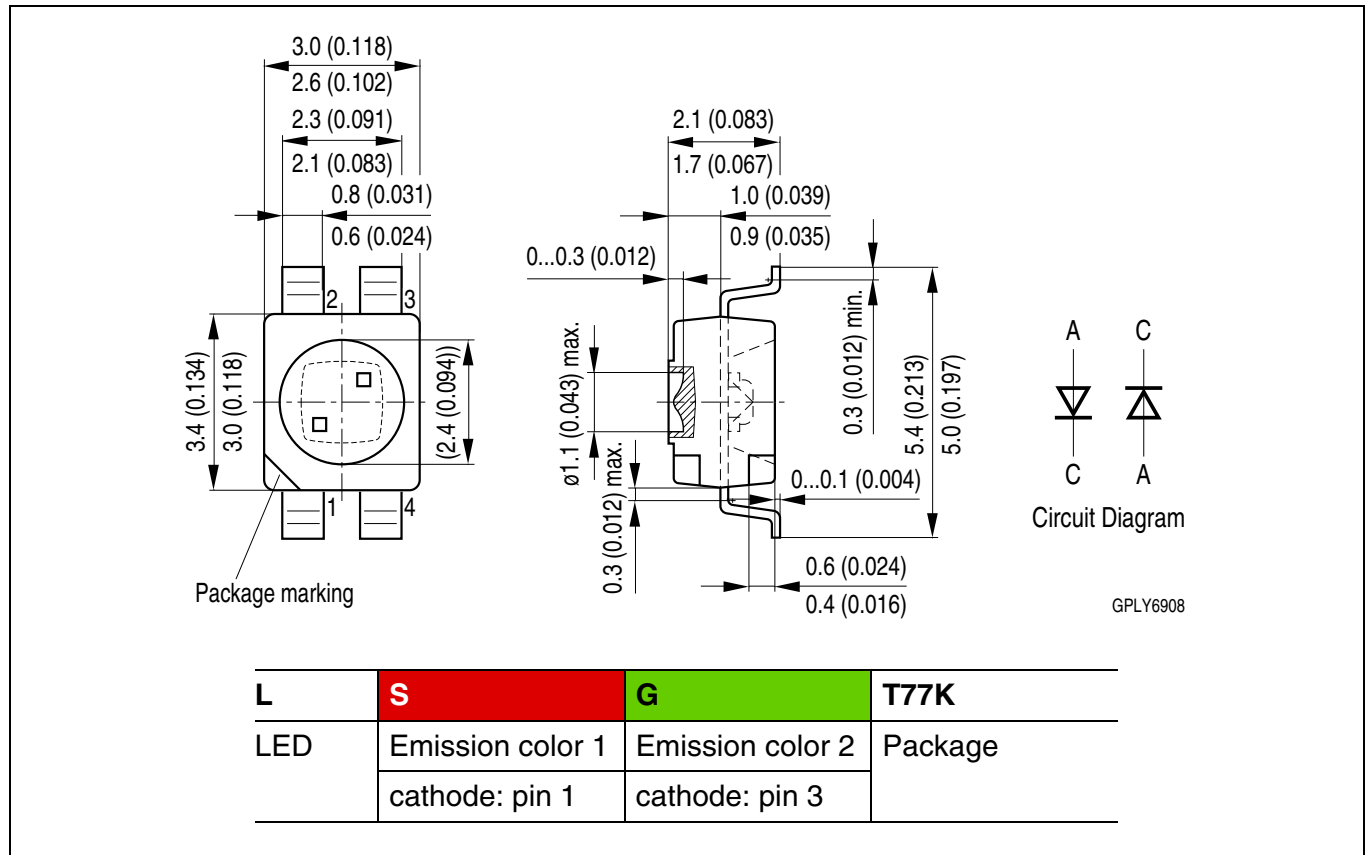 3.0 (0.118)
2.6 (0.102)
2.3 (0.091)
2.1 (0.083)
0.8 (0.031)
0.6 (0.024)
2
3
3.4 (0.134)
3.0 (0.118)
(2.4 (0.094))
1
4
Package marking
2.1 (0.083)
1.7 (0.067)
1.0 (0.039)
0.9 (0.035)
0...0.3 (0.012)
ø1.1 (0.043) max.
0.3 (0.012) max.
0.3 (0.012) min.
5.4 (0.213)
5.0 (0.197)
0...0.1 (0.004)
0.6 (0.024)
0.4 (0.016)
A C
C A
Circuit Diagram
GPLY6908
L S G T77K
LED Emission color 1 Emission color 2 Package
cathode: pin 1 cathode: pin 3